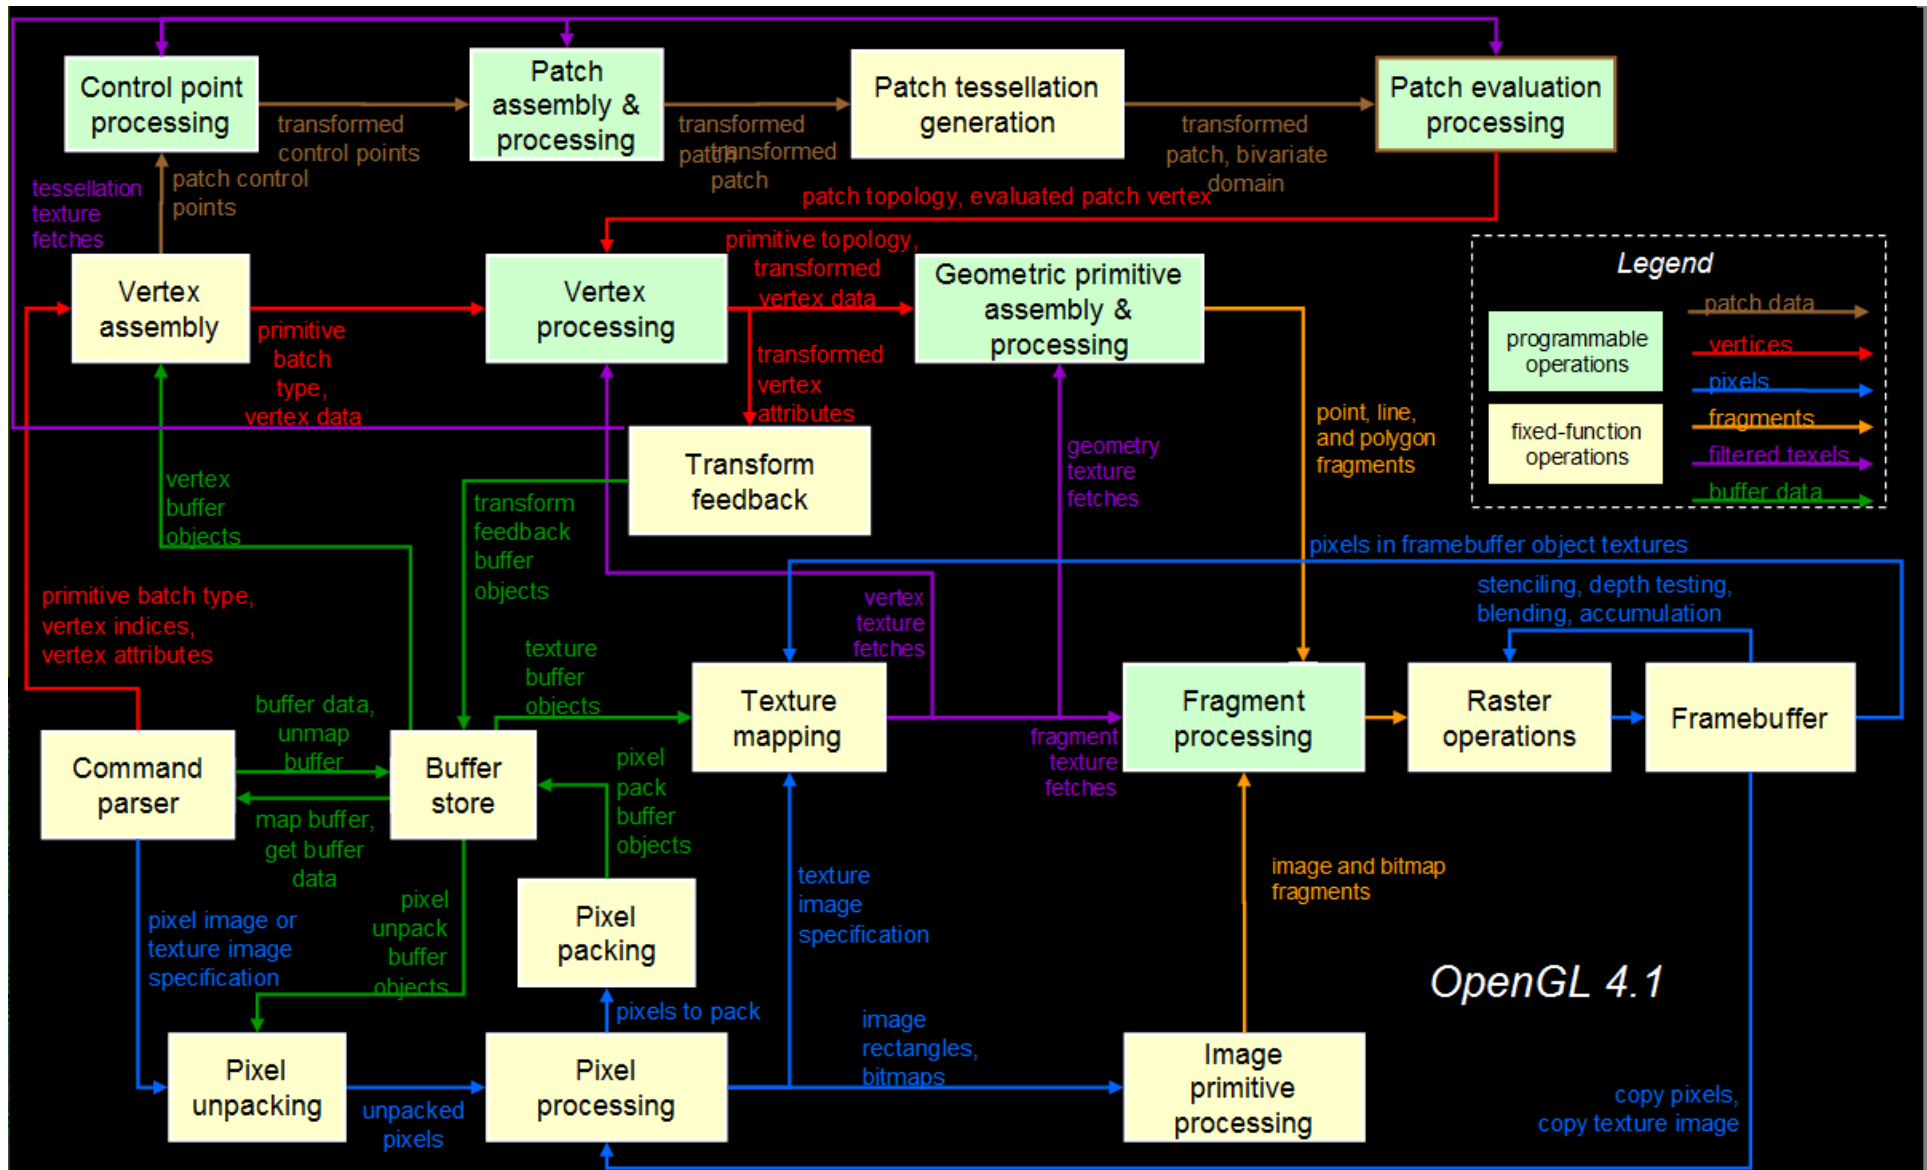 Control point
processing
Patch
assembly &
processing
Patch tessellation
generation
Patch evaluation
processing
transformed
control points
transformed
patch
transformed
patch
transformed
patch, bivariate
domain
tessellation
texture
fetches
patch control
points
patch topology, evaluated patch vertex
Vertex
assembly
primitive
batch
type,
vertex data
Vertex
processing
primitive topology,
transformed
vertex data
Geometric primitive
assembly &
processing
transformed
vertex
attributes
Legend
programmable
operations
fixed-function
operations
patch data
vertices
pixels
fragments
filtered texels
buffer data
Transform
feedback
vertex
buffer
objects
transform
feedback
buffer
objects
geometry
texture
fetches
point, line,
and polygon
fragments
pixels in framebuffer object textures
stenciling, depth testing,
blending, accumulation
primitive batch type,
vertex indices,
vertex attributes
vertex
texture
fetches
texture
buffer
objects
buffer data,
unmap
buffer
Command
parser
Buffer
store
Texture
mapping
Fragment
processing
Raster
operations
Framebuffer
fragment
texture
fetches
map buffer,
get buffer
data
pixel
pack
buffer
objects
pixel image or
texture image
specification
pixel
unpack
buffer
objects
Pixel
packing
texture
image
specification
image and bitmap
fragments
OpenGL 4.1
pixels to pack
image
rectangles,
bitmaps
Pixel
unpacking
unpacked
pixels
Pixel
processing
Image
primitive
processing
copy pixels,
copy texture image